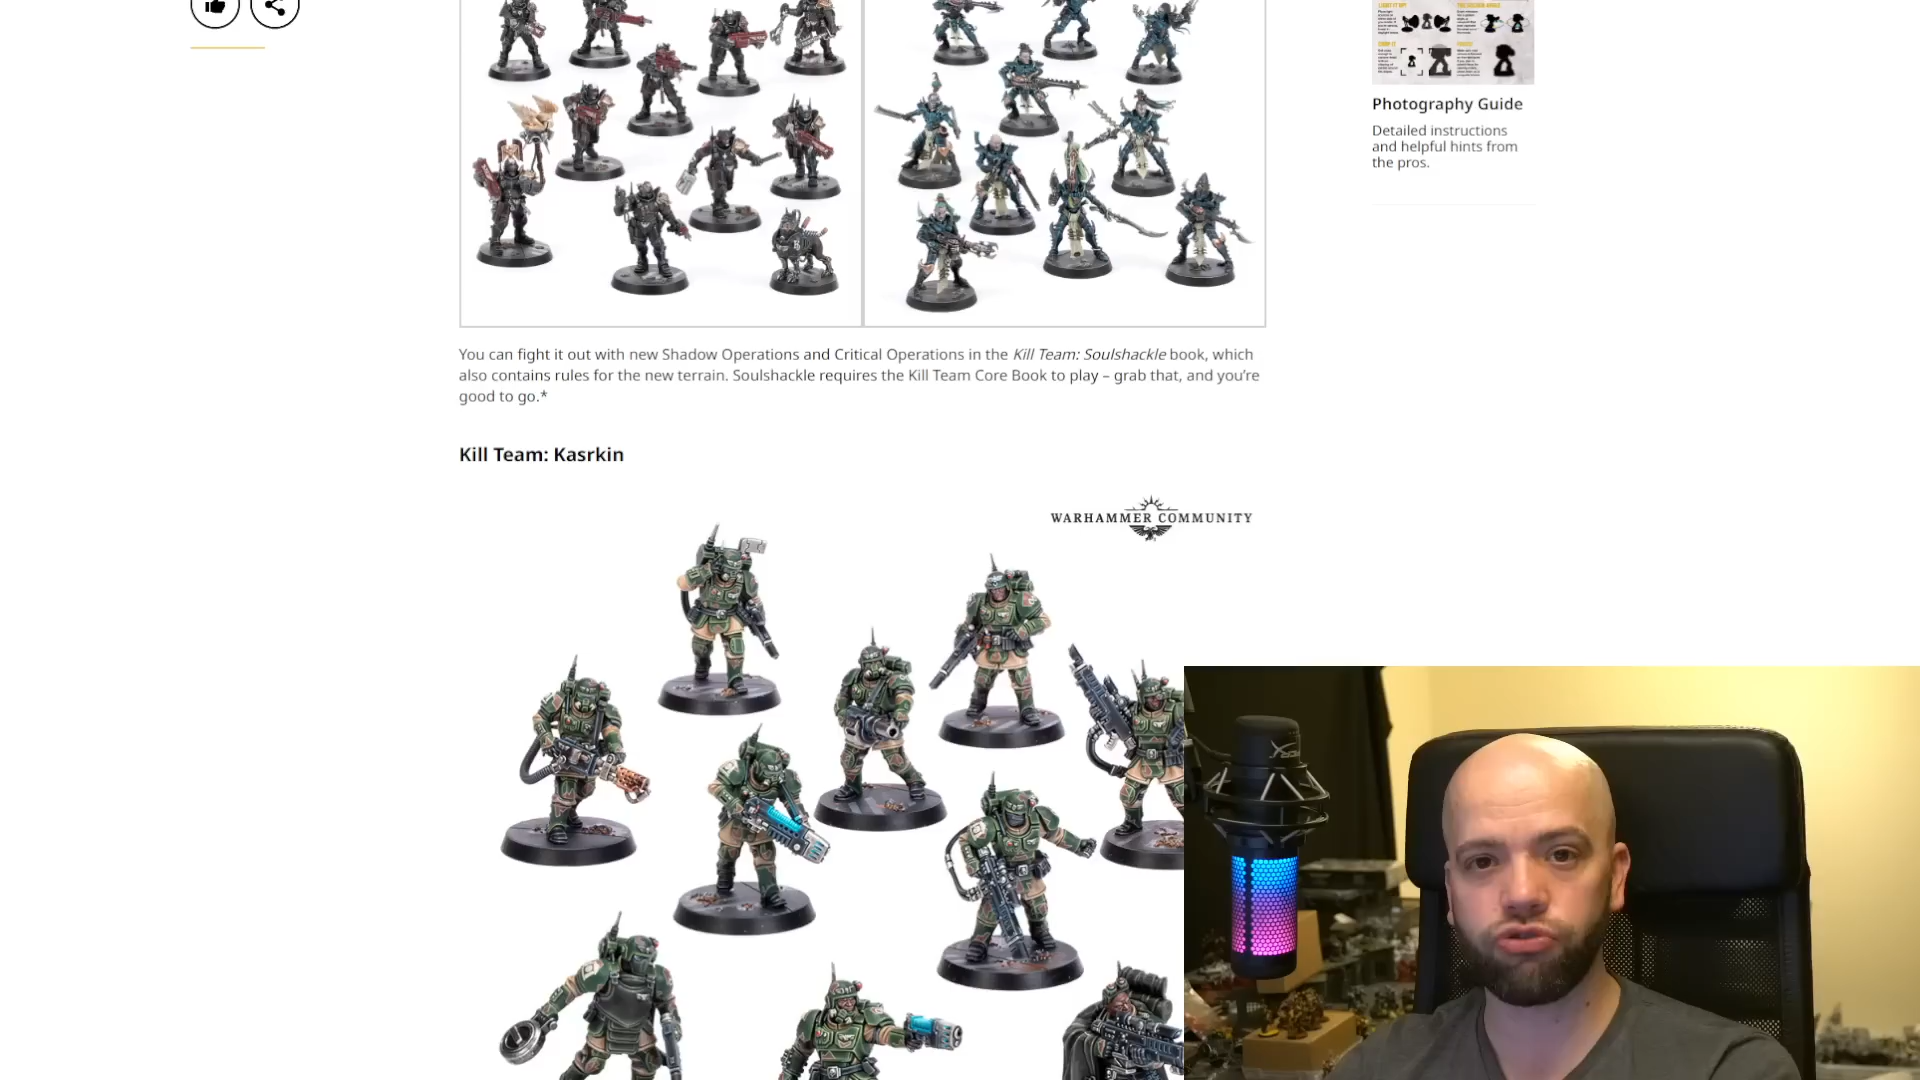 Photography Guide
Detailed instructions
and helpful hints from
the pros.
You can fight it out with new Shadow Operations and Critical Operations in the Kill Team: Soulshackle book, which
also contains rules for the new terrain. Soulshackle requires the Kill Team Core Book to play – grab that, and you’re
good to go.*
Kill Team: Kasrkin
WARHAMMER COMMUNITY